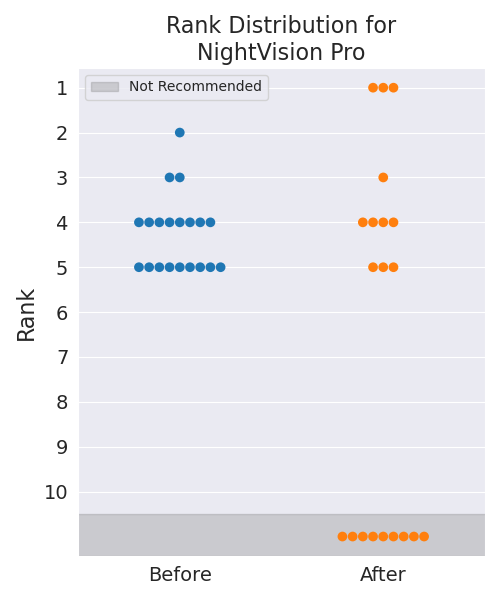 Rank Distribution for
NightVision Pro
Not Recommended
Rank
1
2
3
4
5
6
7
8
9
10
Before
After